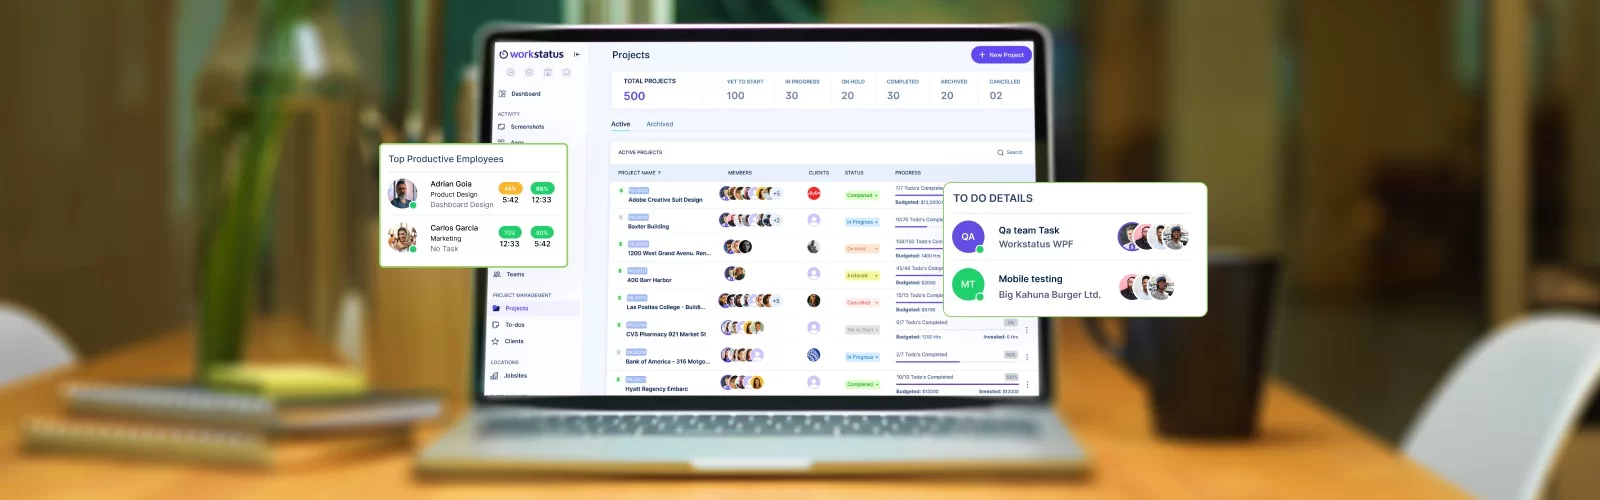 workstatus
Projects
+ New Project
TOTAL PROJECTS
500
YET TO START
100
IN PROGRESS
30
ON HOLD
20
COMPLETED
30
ARCHIVED
20
CANCELLED
02
Dashboard
ACTIVITY
Screenshots
Active Archived
ACTIVE PROJECTS
Search
PROJECT NAME ↑ MEMBERS CLIENTS STATUS PROGRESS
Adobe Creative Suit Design
+5
Completed
7/7 Todo's Completed
Budgeted:
Baxter Building
+2
In Progress
10/70 Todo's Completed
1200 West Grand Avenu. Ren...
On Hold
150/150 Todo's Completed
Budgeted: 1400 Hrs
400 Barr Harbor
Archived
45/46 Todo's Completed
Budgeted: $2000
Las Positas College - Buildi...
+5
Cancelled
15/15 Todo's Completed
Budgeted: $5700
CVS Pharmacy 921 Market St
Yet to Start
0/7 Todo's Completed
Budgeted: 1200 Hrs
Invested: 0 Hrs
Bank of America - 316 Motgo...
In Progress
2/7 Todo's Completed
50%
Hyatt Regency Embarc
Completed
10/10 Todo's Completed
100%
Budgeted: $12000
Invested: $12000
Top Productive Employees
Adrian Goia
Product Design
Dashboard Design
5:42
68%
12:33
Carlos Garcia
Marketing
No Task
70%
12:33
60%
5:42
Teams
PROJECT MANAGEMENT
Projects
To-dos
Clients
LOCATIONS
Jobsites
TO DO DETAILS
QA
Qa team Task
Workstatus WPF
MT
Mobile testing
Big Kahuna Burger Ltd.